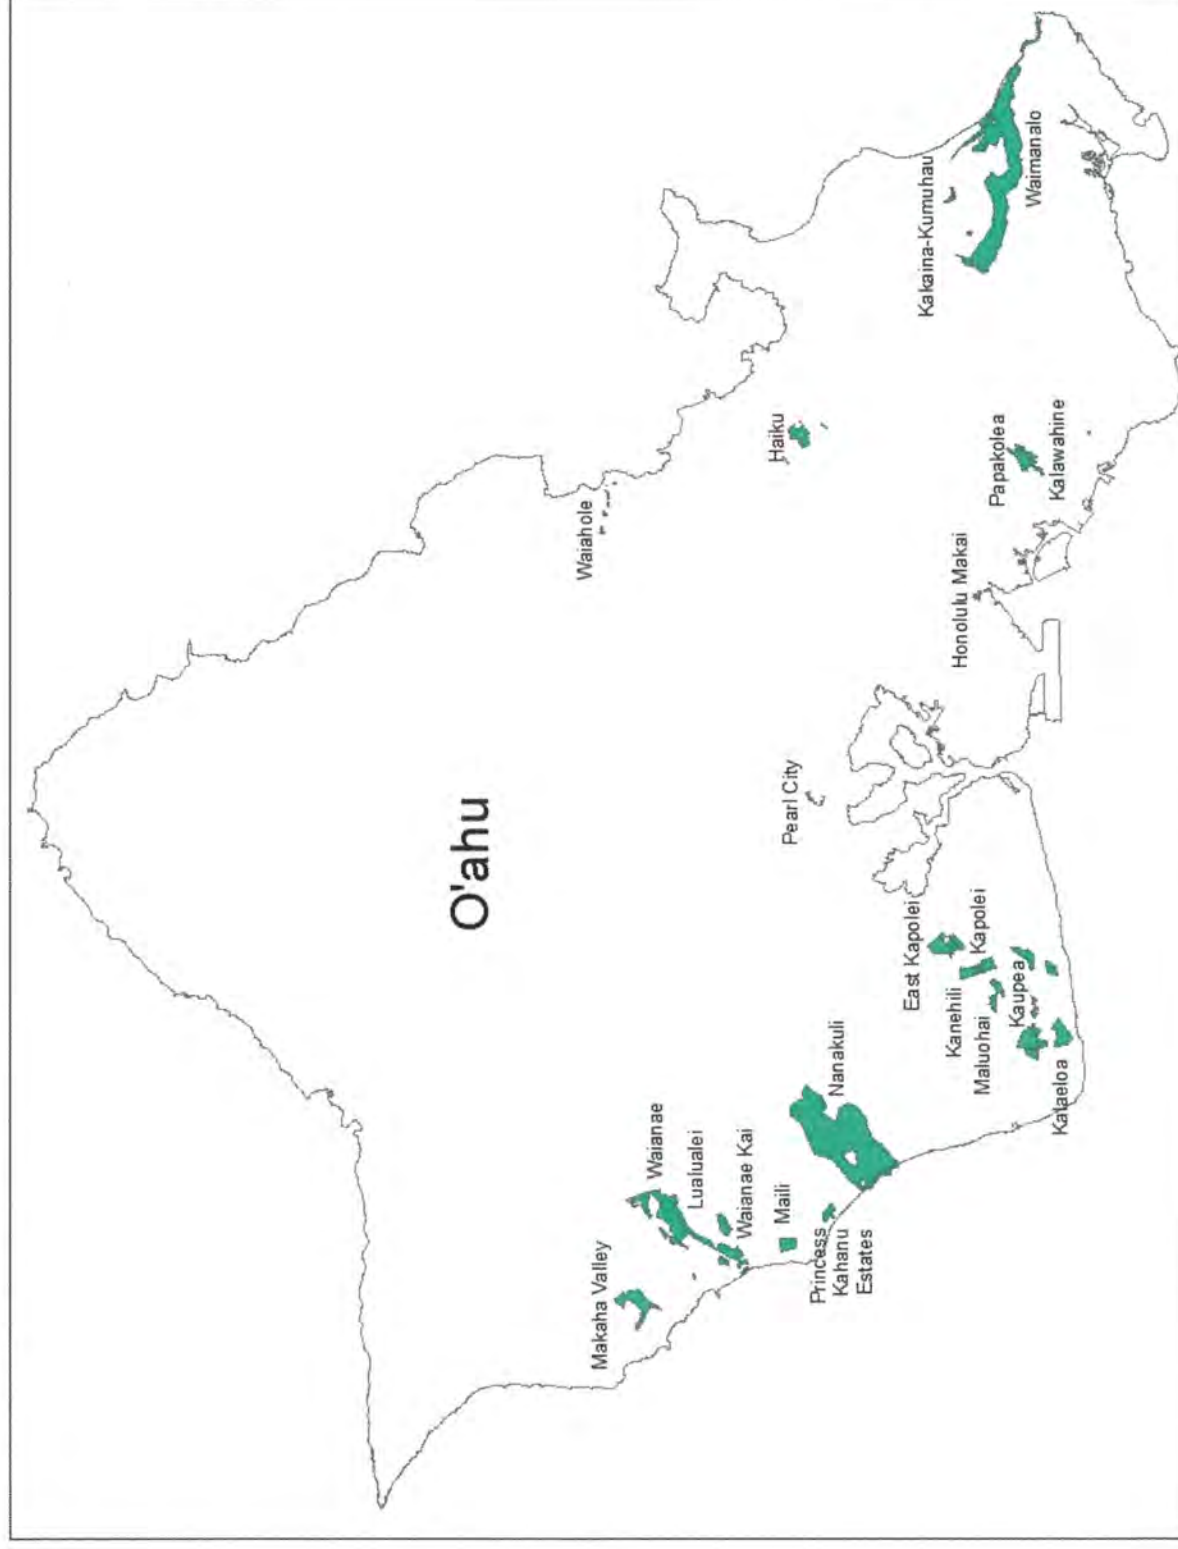 O'ahu
Waiahole
Haiku
Kakaina-Kumuhau
Waimanalo
Makaha Valley
Waianae
Lualualei
Waianae Kai
Maili
Princess
Kahanu
Estates
Nanakuli
Pearl City
East Kapolei
Kapolei
Kanehili
Maluohai
Kaupea
Kalaeloa
Honolulu Makai
Papakolea
Kalawahine